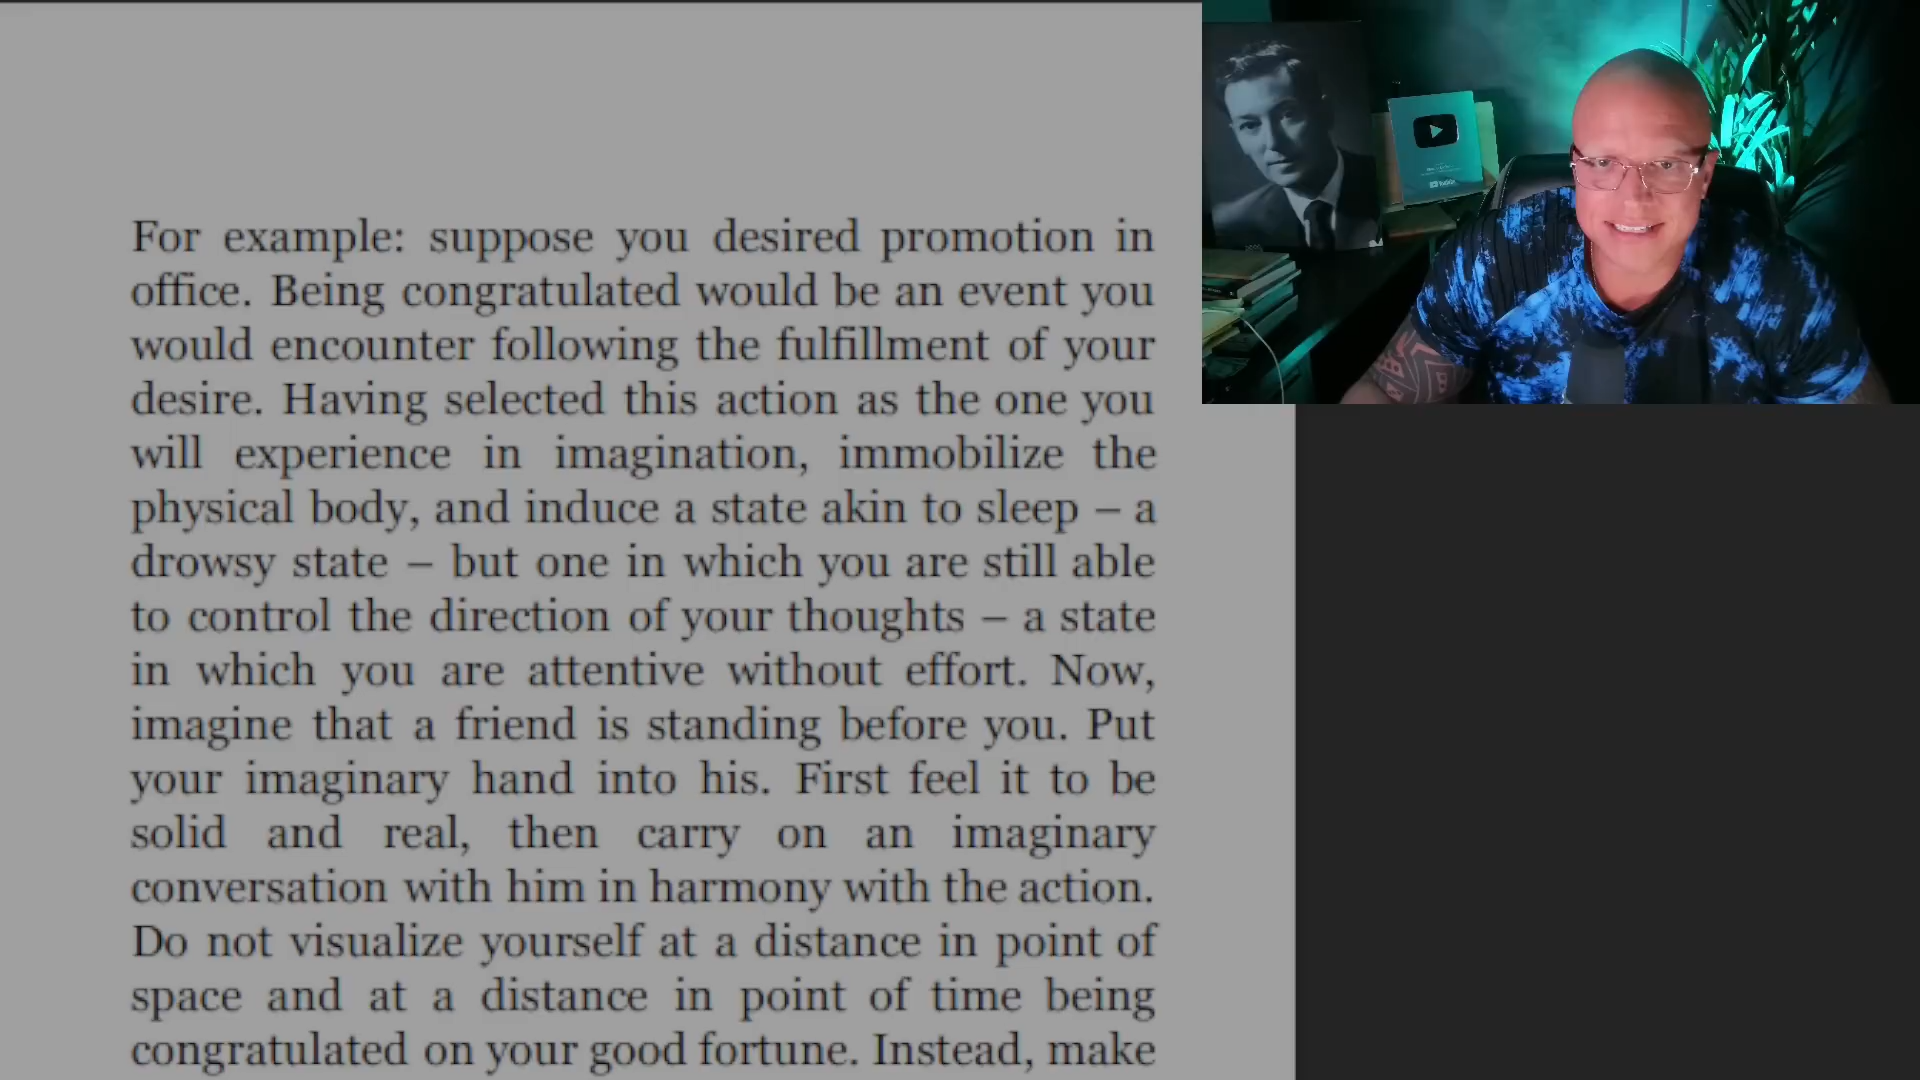 For example: suppose you desired promotion in
office. Being congratulated would be an event you
would encounter following the fulfillment of your
desire. Having selected this action as the one you
will experience in imagination, immobilize the
physical body, and induce a state akin to sleep – a
drowsy state – but one in which you are still able
to control the direction of your thoughts – a state
in which you are attentive without effort. Now,
imagine that a friend is standing before you. Put
your imaginary hand into his. First feel it to be
solid and real, then carry on an imaginary
conversation with him in harmony with the action.
Do not visualize yourself at a distance in point of
space and at a distance in point of time being
congratulated on your good fortune. Instead, make